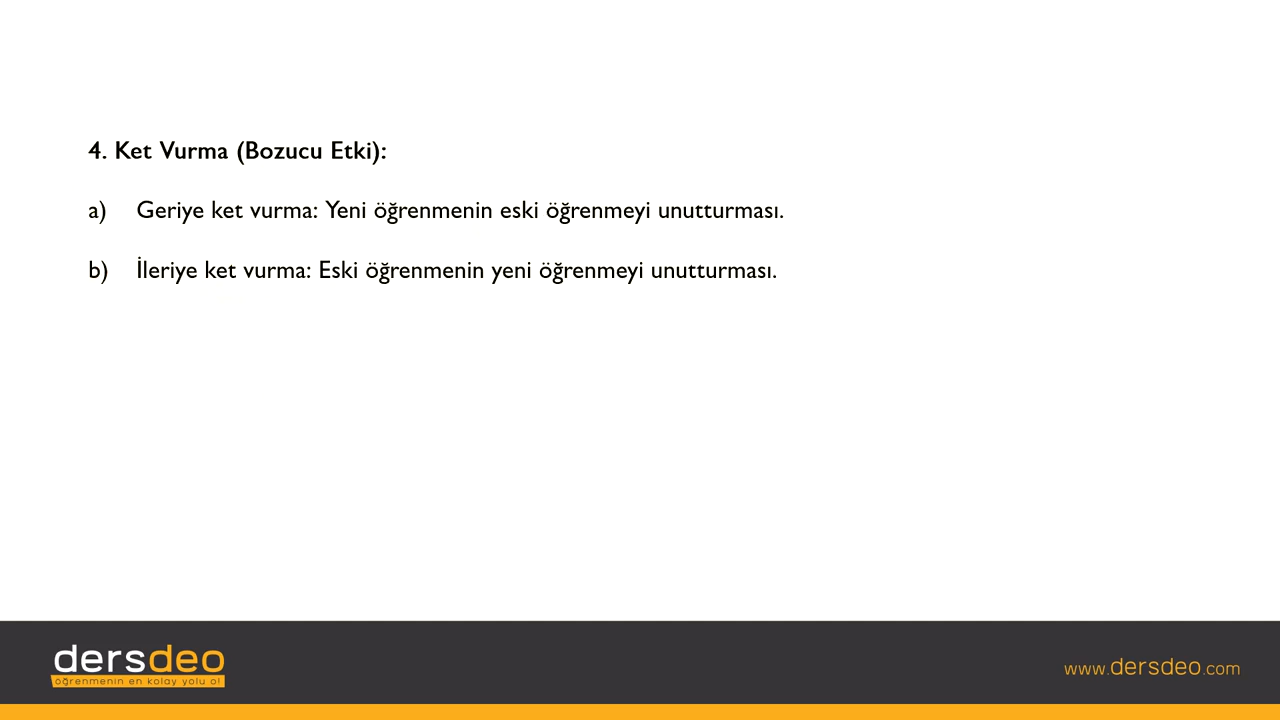 4. Ket Vurma (Bozucu Etki):
a) Geriye ket vurma: Yeni öğrenmenin eski öğrenmeyi unutturması.
b) İleriye ket vurma: Eski öğrenmenin yeni öğrenmeyi unutturması.
dersdeo
öğrenmenin en kolay yolu o!
www.dersdeo.com